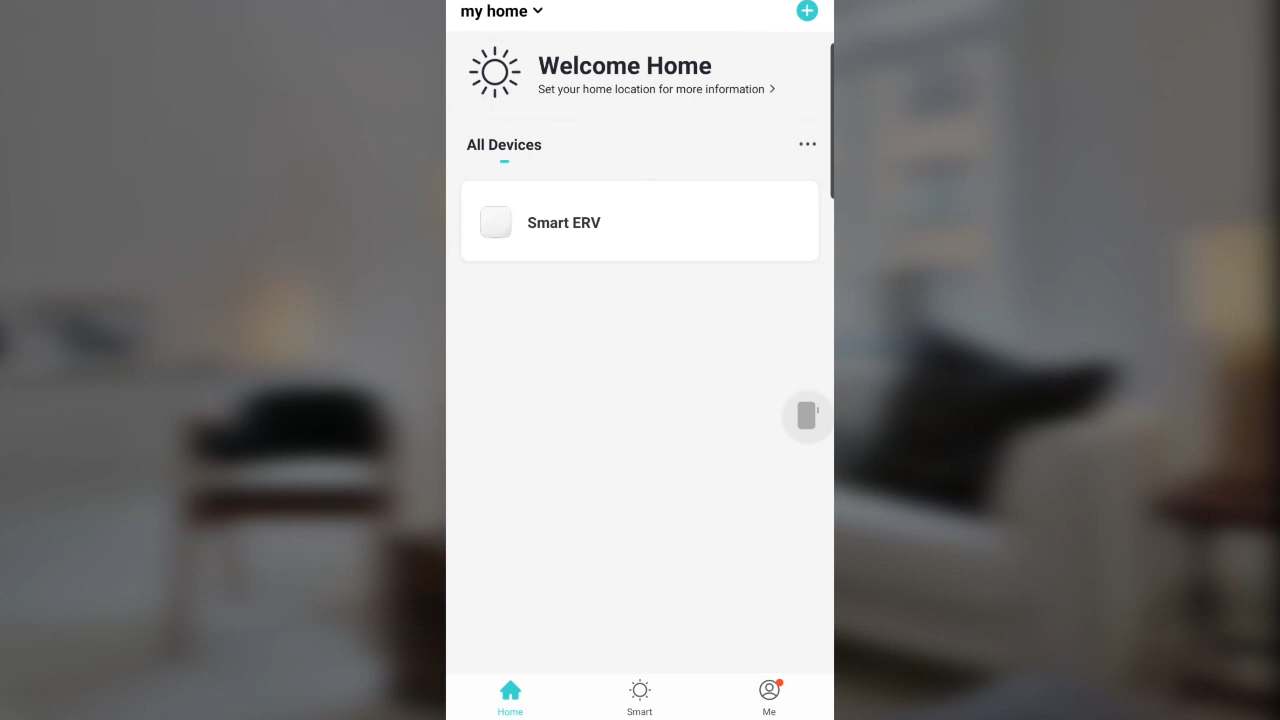 my home
Welcome Home
Set your home location for more information
All Devices
Smart ERV
Home
Smart
Me